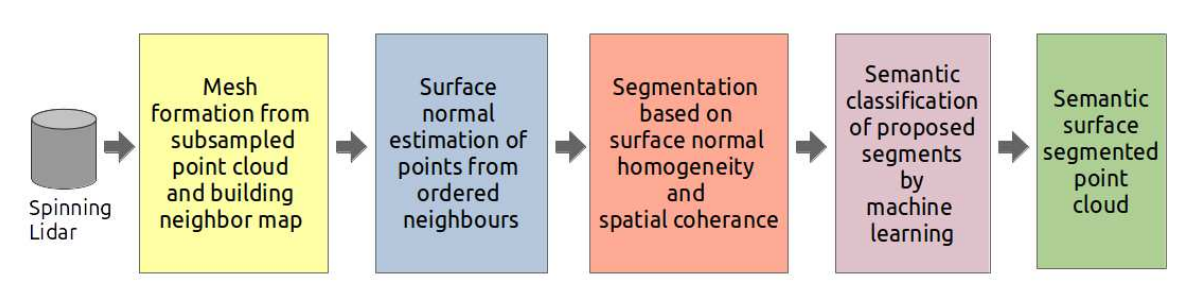 Spinning
Lidar
Mesh
formation from
subsampled
point cloud
and building
neighbor map
Surface
normal
estimation of
points from
ordered
neighbours
Segmentation
based on
surface normal
homogeneity
and
spatial coherance
Semantic
classification
of proposed
segments
by
machine
learning
Semantic
surface
segmented
point
cloud